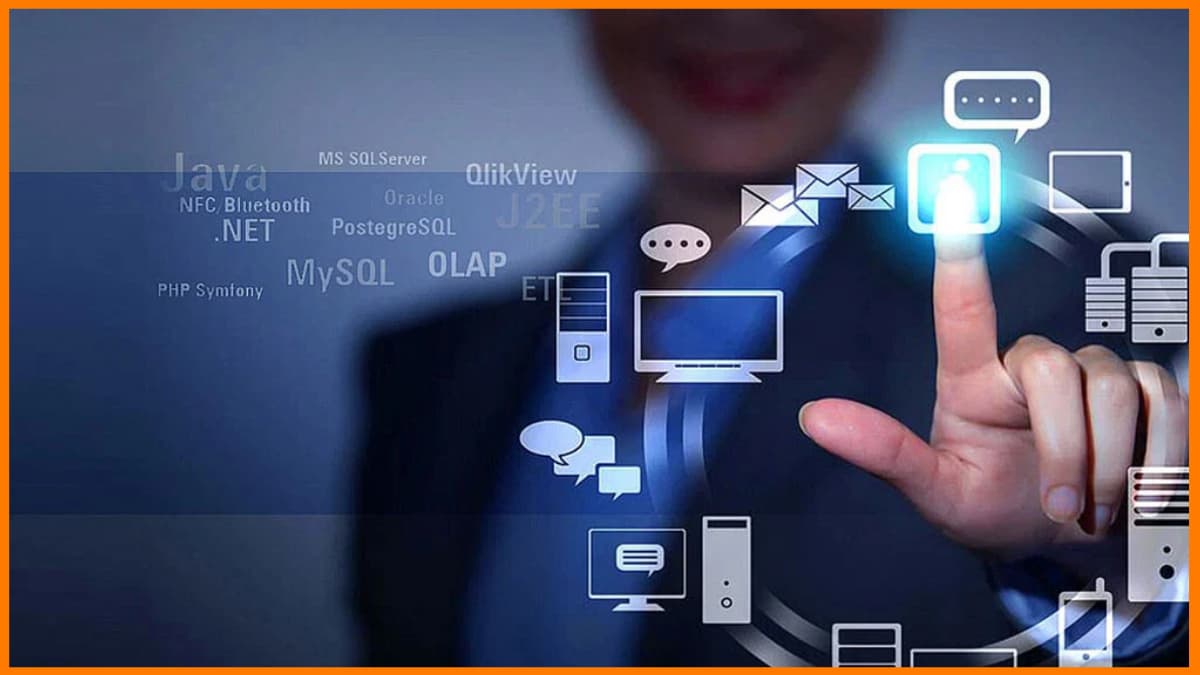 MS SQLServer
Java
QlikView
Oracle
NFC/Bluetooth
J2EE
PostegreSQL
.NET
OLAP
MySQL
ETL
PHP Symfony